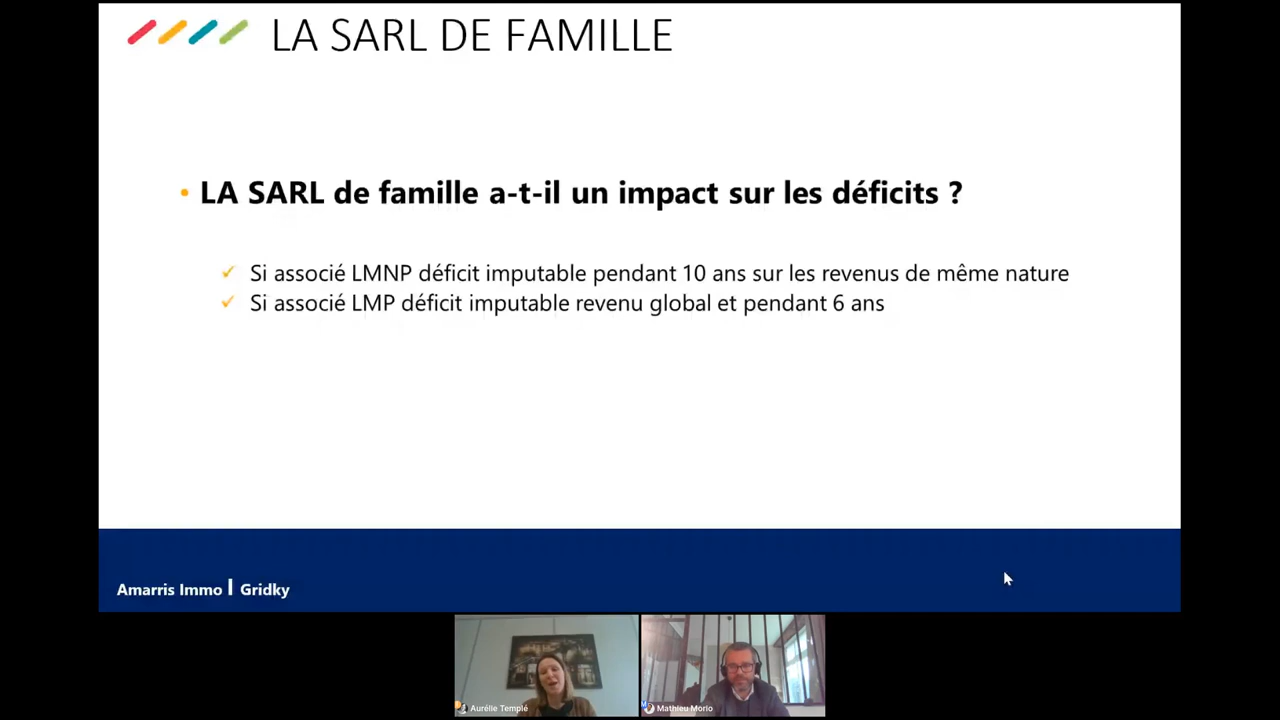 LA SARL DE FAMILLE
• LA SARL de famille a-t-il un impact sur les déficits ?
✓ Si associé LMNP déficit imputable pendant 10 ans sur les revenus de même nature
✓ Si associé LMP déficit imputable revenu global et pendant 6 ans
Amarris Immo | Gridky
Aurélie Templé
Mathieu Morio